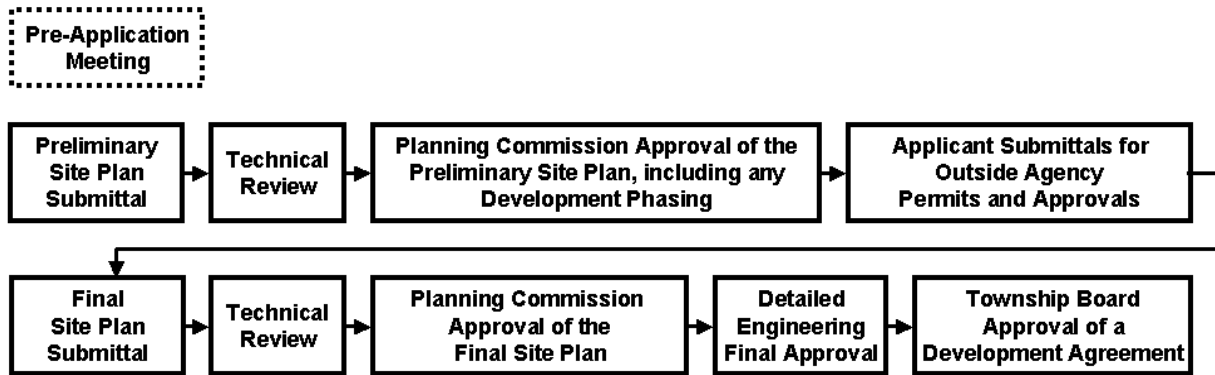 Pre-Application
Meeting
Preliminary
Site Plan
Submittal
Technical
Review
Planning Commission Approval of the
Preliminary Site Plan, including any
Development Phasing
Applicant Submittals for
Outside Agency
Permits and Approvals
Final
Site Plan
Submittal
Technical
Review
Planning Commission
Approval of the
Final Site Plan
Detailed
Engineering
Final Approval
Township Board
Approval of a
Development Agreement